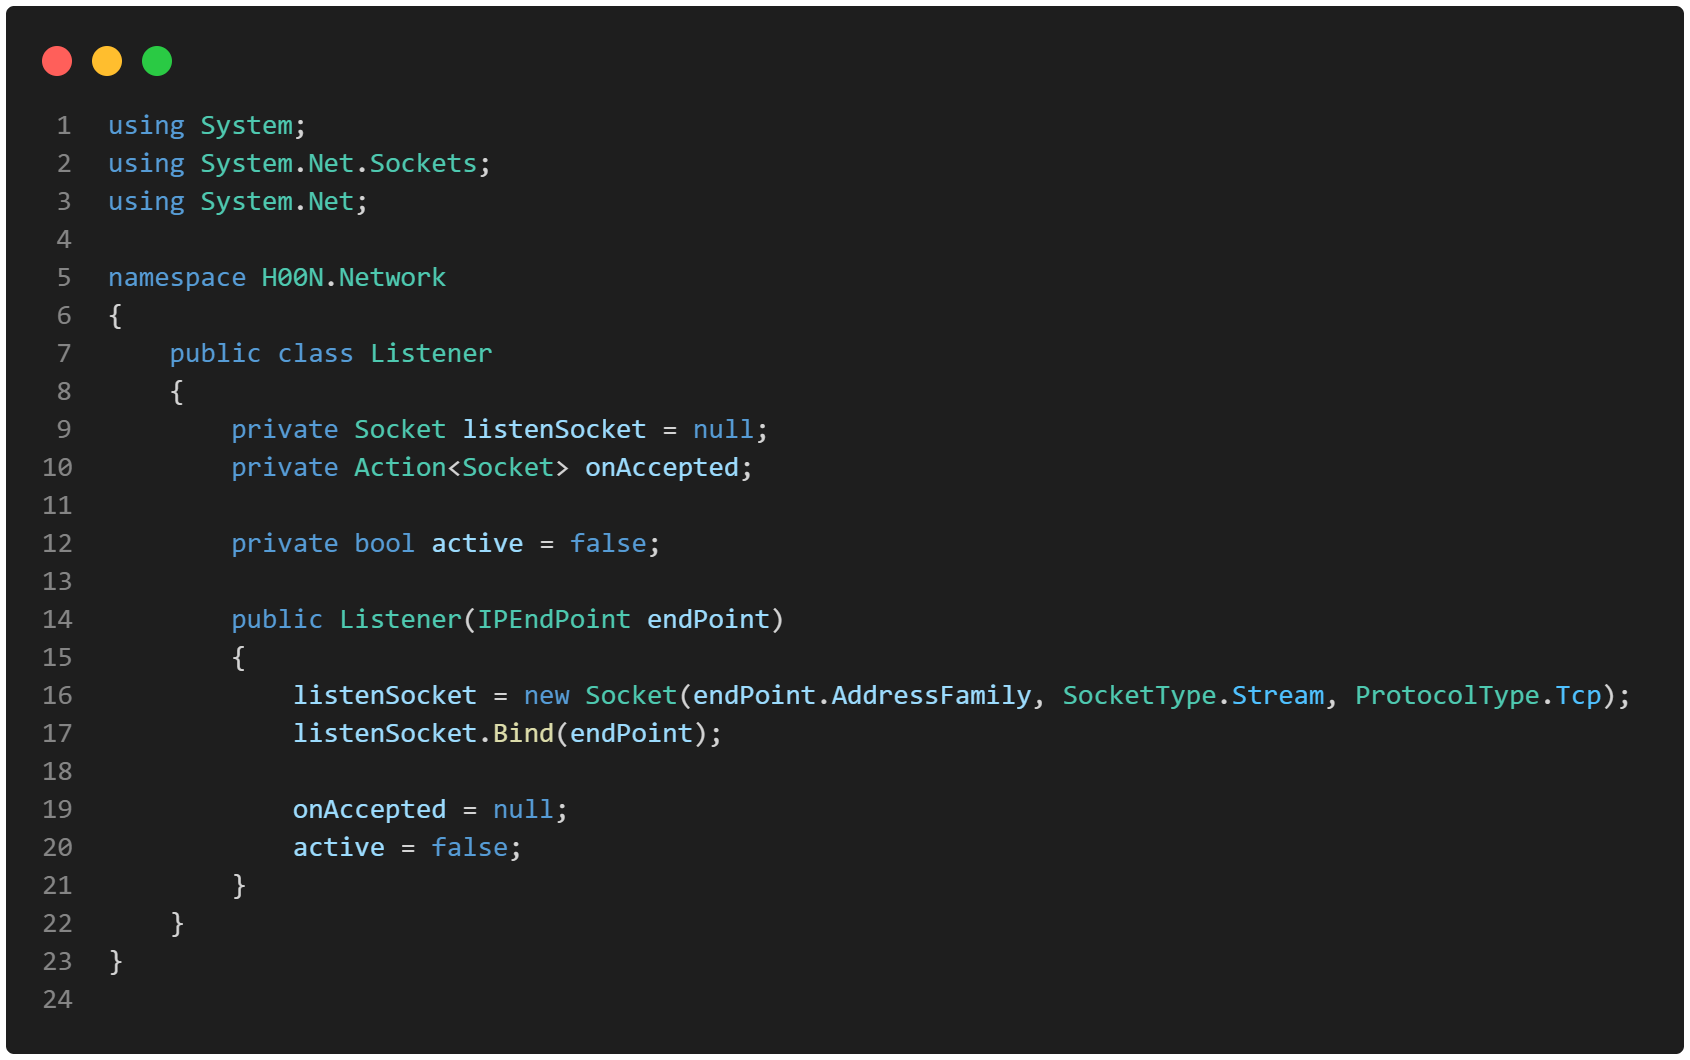 1 using System;
2 using System.Net.Sockets;
3 using System.Net;
4
5 namespace H00N.Network
6 {
7     public class Listener
8     {
9         private Socket listenSocket = null;
10         private Action<Socket> onAccepted;
11
12         private bool active = false;
13
14         public Listener(IPEndPoint endPoint)
15         {
16             listenSocket = new Socket(endPoint.AddressFamily, SocketType.Stream, ProtocolType.Tcp);
17             listenSocket.Bind(endPoint);
18
19             onAccepted = null;
20             active = false;
21         }
22     }
23 }
24